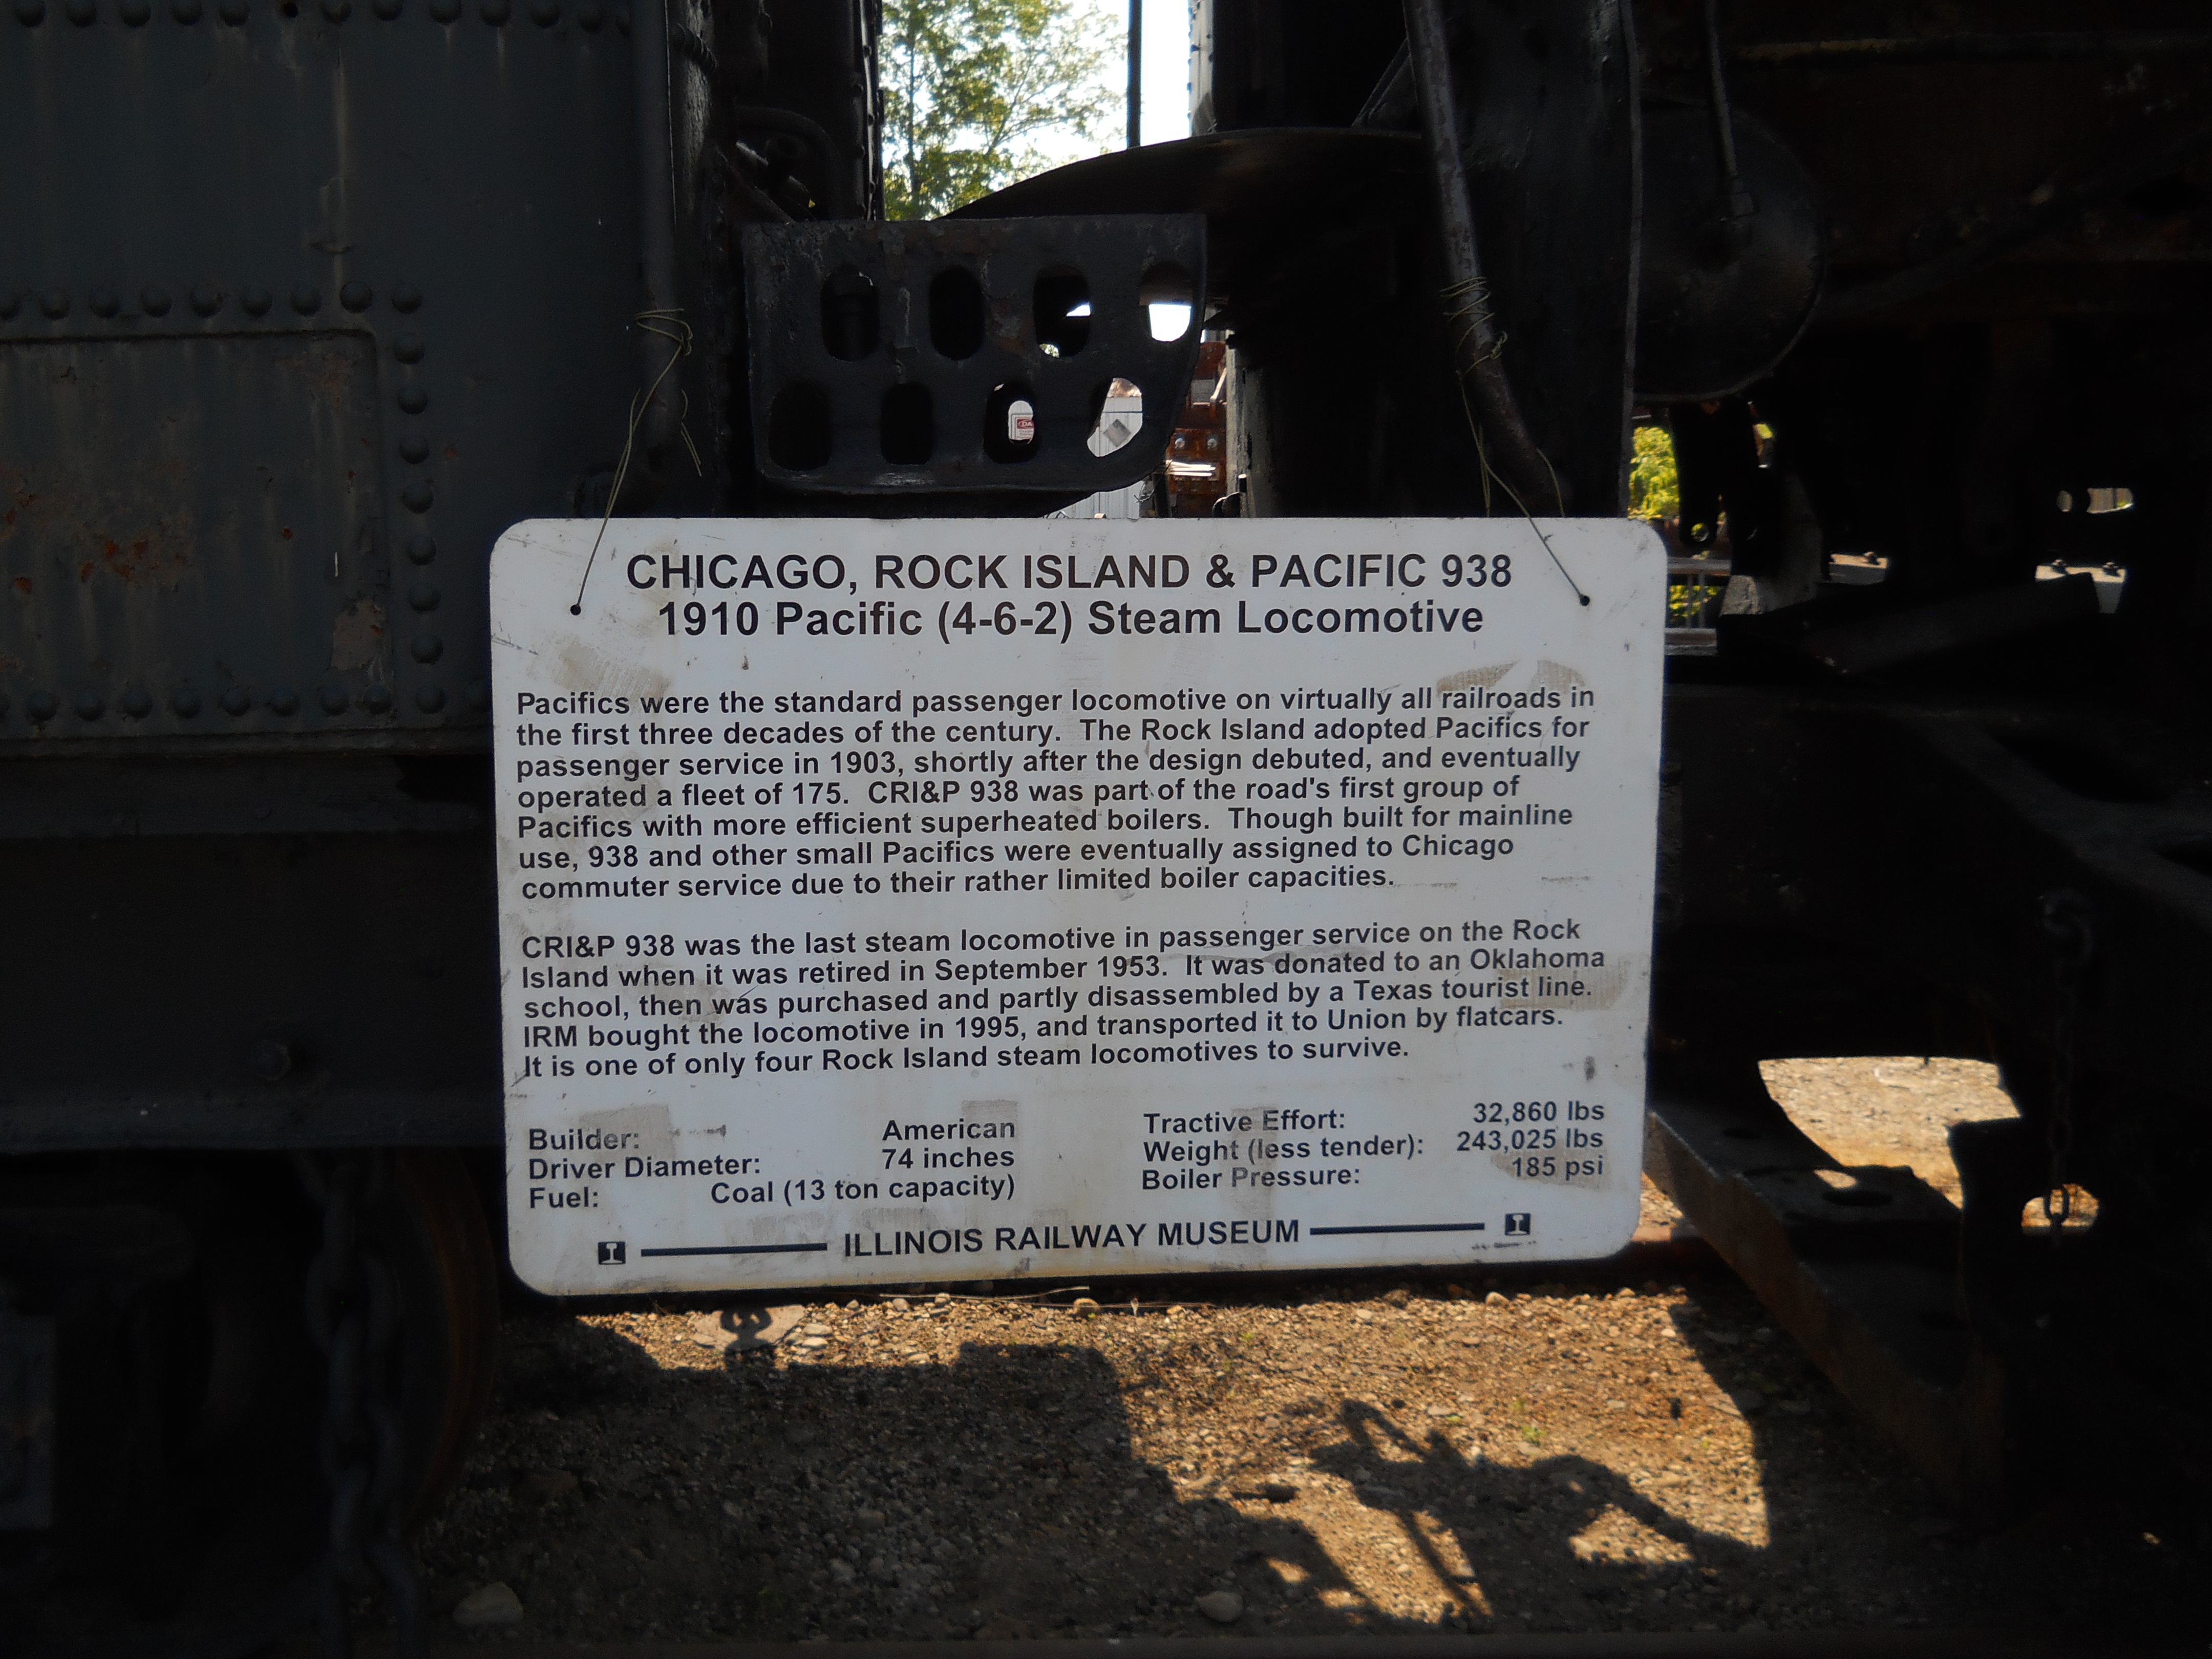 CHICAGO, ROCK ISLAND & PACIFIC 938
1910 Pacific (4-6-2) Steam Locomotive
Pacifics were the standard passenger locomotive on virtually all railroads in
the first three decades of the century. The Rock Island adopted Pacifics for
passenger service in 1903, shortly after the design debuted, and eventually
operated a fleet of 175. CRI&P 938 was part of the road's first group of
Pacifics with more efficient superheated boilers. Though built for mainline
use, 938 and other small Pacifics were eventually assigned to Chicago
commuter service due to their rather limited boiler capacities.
CRI&P 938 was the last steam locomotive in passenger service on the Rock
Island when it was retired in September 1953. It was donated to an Oklahoma
school, then was purchased and partly disassembled by a Texas tourist line.
IRM bought the locomotive in 1995, and transported it to Union by flatcars.
It is one of only four Rock Island steam locomotives to survive.
Builder: American
Driver Diameter: 74 inches
Fuel: Coal (13 ton capacity)
Tractive Effort: 32,860 lbs
Weight (less tender): 243,025 lbs
Boiler Pressure: 185 psi
ILLINOIS RAILWAY MUSEUM